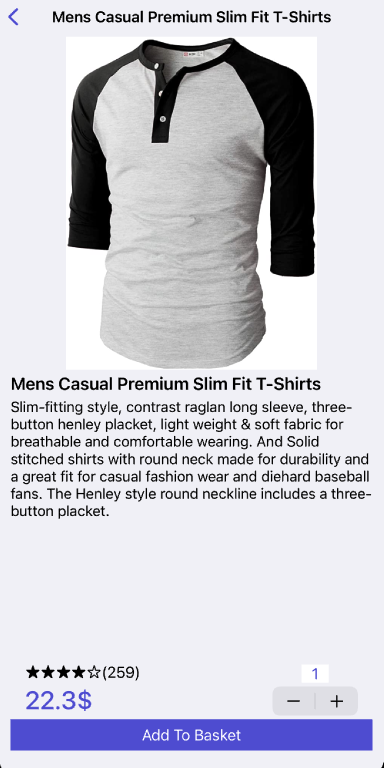 Mens Casual Premium Slim Fit T-Shirts
Mens Casual Premium Slim Fit T-Shirts
Slim-fitting style, contrast raglan long sleeve, three-
button henley placket, light weight & soft fabric for
breathable and comfortable wearing. And Solid
stitched shirts with round neck made for durability and
a great fit for casual fashion wear and diehard baseball
fans. The Henley style round neckline includes a three-
button placket.
★★★★☆(259)
1
22.3$
− +
Add To Basket